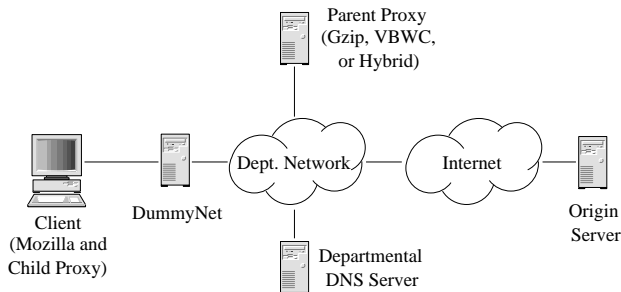 Parent Proxy
(Gzip, VBWC,
or Hybrid)
Dept. Network
Internet
Client
(Mozilla and
Child Proxy)
DummyNet
Origin
Server
Departmental
DNS Server